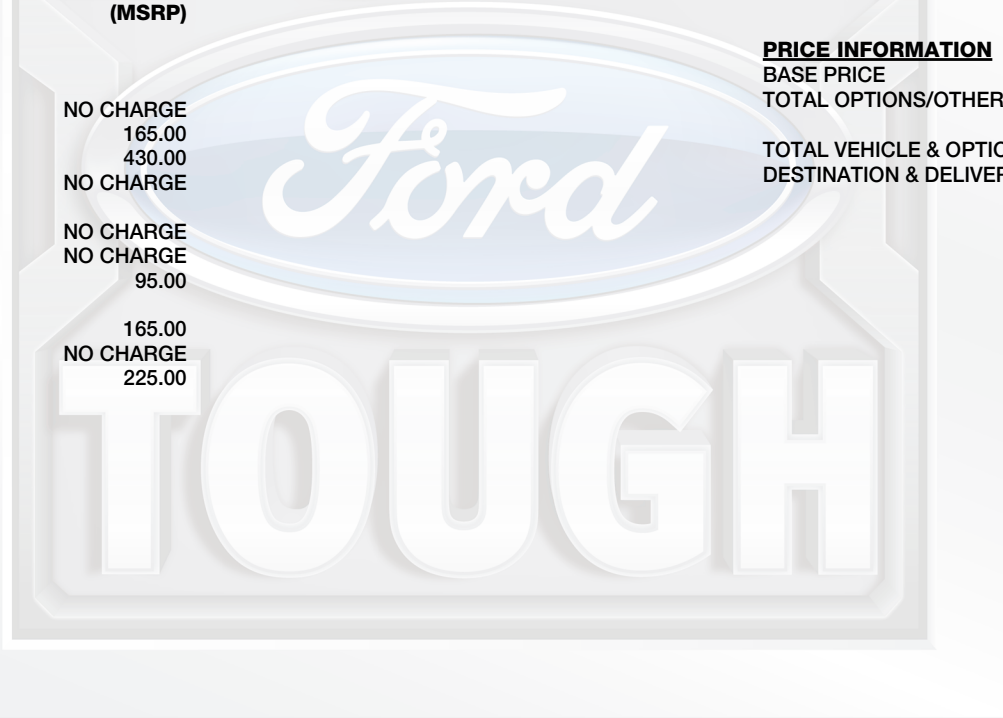 (MSRP)
NO CHARGE
165.00
430.00
NO CHARGE
NO CHARGE
NO CHARGE
95.00
165.00
NO CHARGE
225.00
PRICE INFORMATION
BASE PRICE
TOTAL OPTIONS/OTHER
TOTAL VEHICLE & OPTIO
DESTINATION & DELIVER
Ford
TOUGH